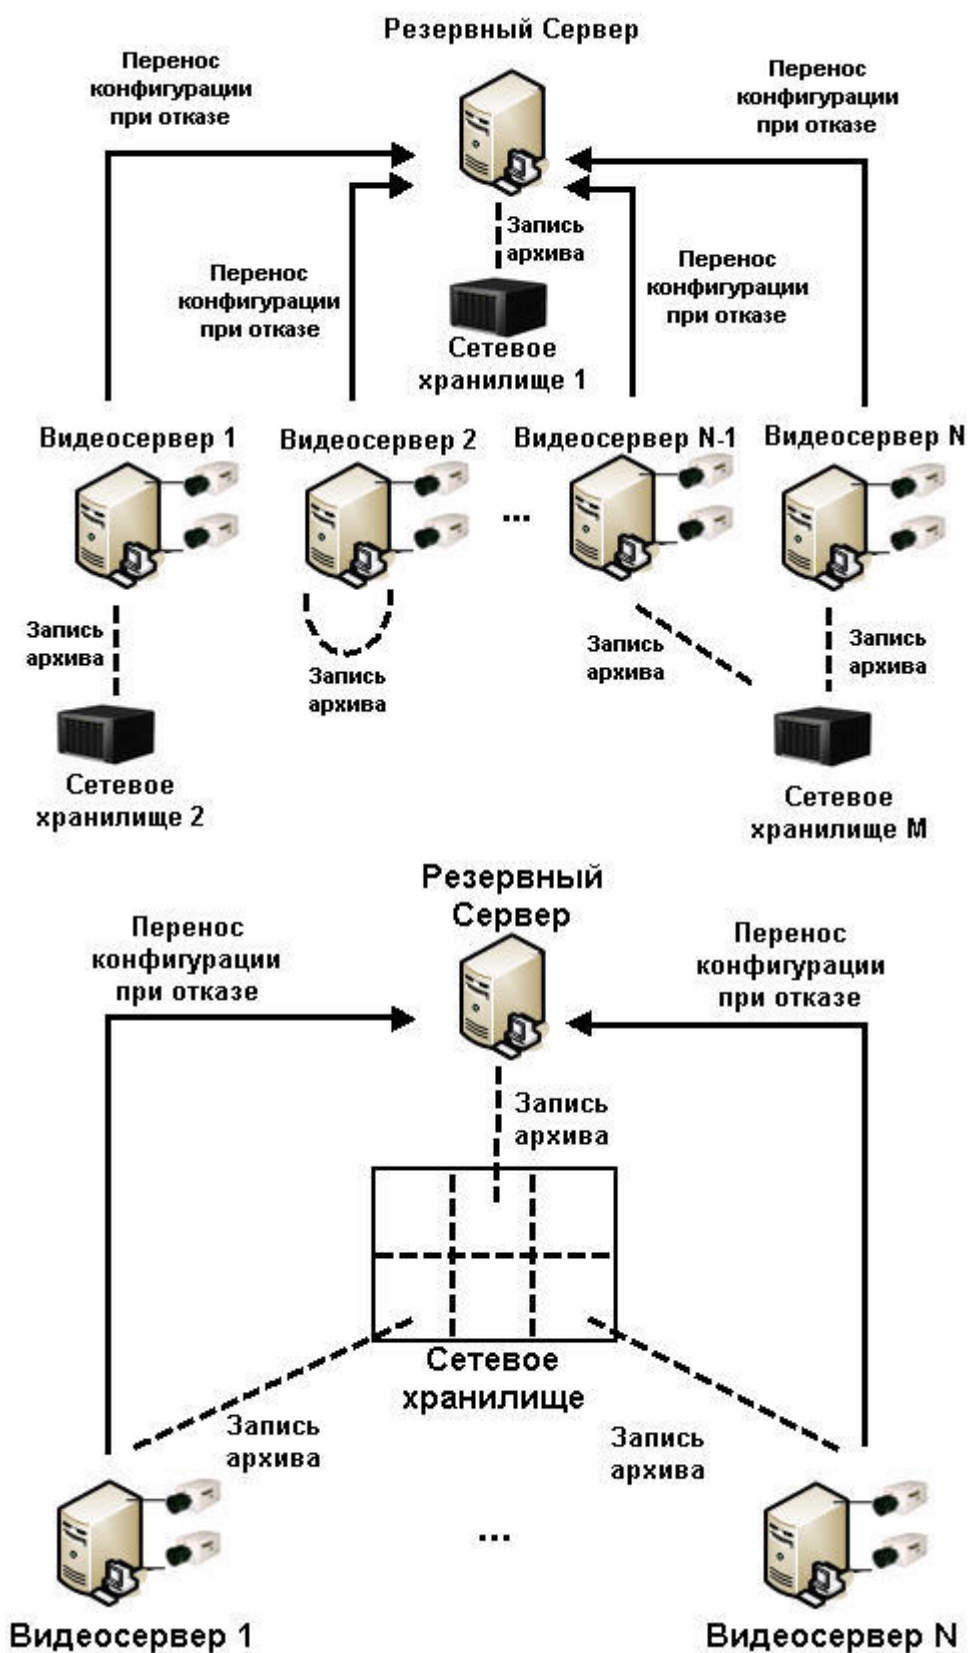 Резервный Сервер
Перенос
конфигурации
при отказе
Перенос
конфигурации
при отказе
Запись
архива
Перенос
конфигурации
при отказе
Перенос
конфигурации
при отказе
Сетевое
хранилище 1
Видеосервер 1
Видеосервер 2
Видеосервер N-1
Видеосервер N
...
Запись
архива
Запись
архива
Запись
архива
Запись
архива
Сетевое
хранилище 2
Сетевое
хранилище М
Резервный
Сервер
Перенос
конфигурации
при отказе
Перенос
конфигурации
при отказе
Запись
архива
Сетевое
хранилище
Запись
архива
Запись
архива
...
Видеосервер 1
Видеосервер N